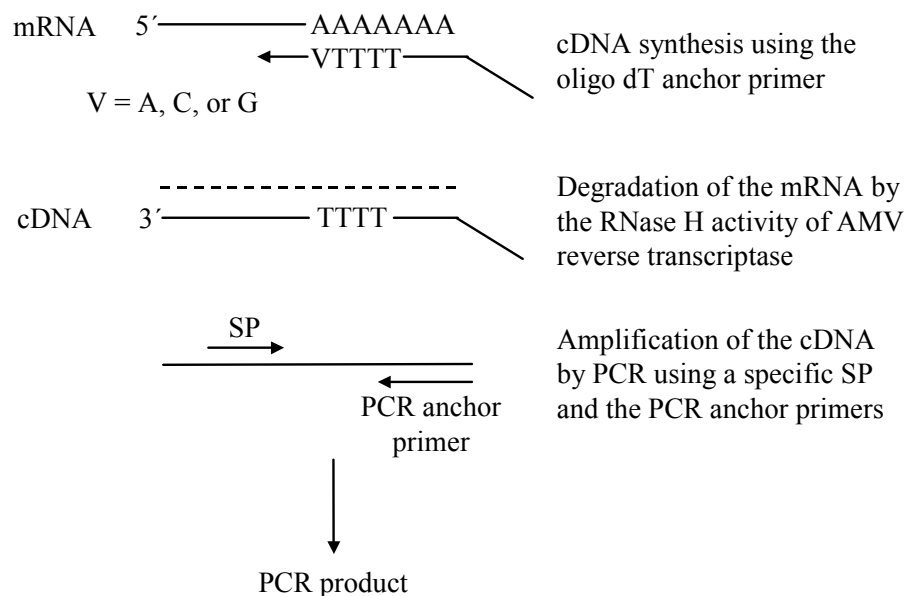 mRNA 5´ AAAAAAA
VTTTT
V = A, C, or G
cDNA synthesis using the
oligo dT anchor primer
cDNA 3´ TTTT
Degradation of the mRNA by
the RNase H activity of AMV
reverse transcriptase
SP
PCR anchor
primer
Amplification of the cDNA
by PCR using a specific SP
and the PCR anchor primers
PCR product